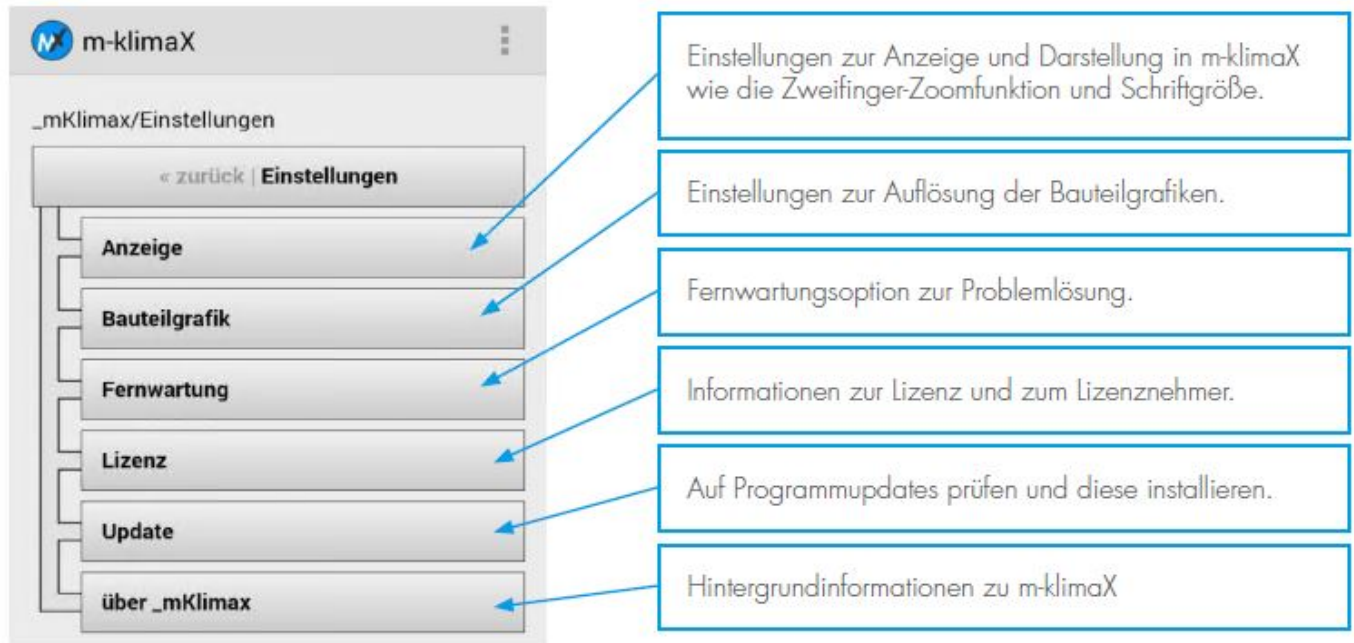 MX m-klimaX
_mKlimax/Einstellungen
« zurück | Einstellungen
Anzeige
Bauteilgrafik
Fernwartung
Lizenz
Update
über _mKlimax
Einstellungen zur Anzeige und Darstellung in m-klimaX
wie die Zweifinger-Zoomfunktion und Schriftgröße.
Einstellungen zur Auflösung der Bauteilgrafiken.
Fernwartungsoption zur Problemlösung.
Informationen zur Lizenz und zum Lizenznehmer.
Auf Programmupdates prüfen und diese installieren.
Hintergrundinformationen zu m-klimaX